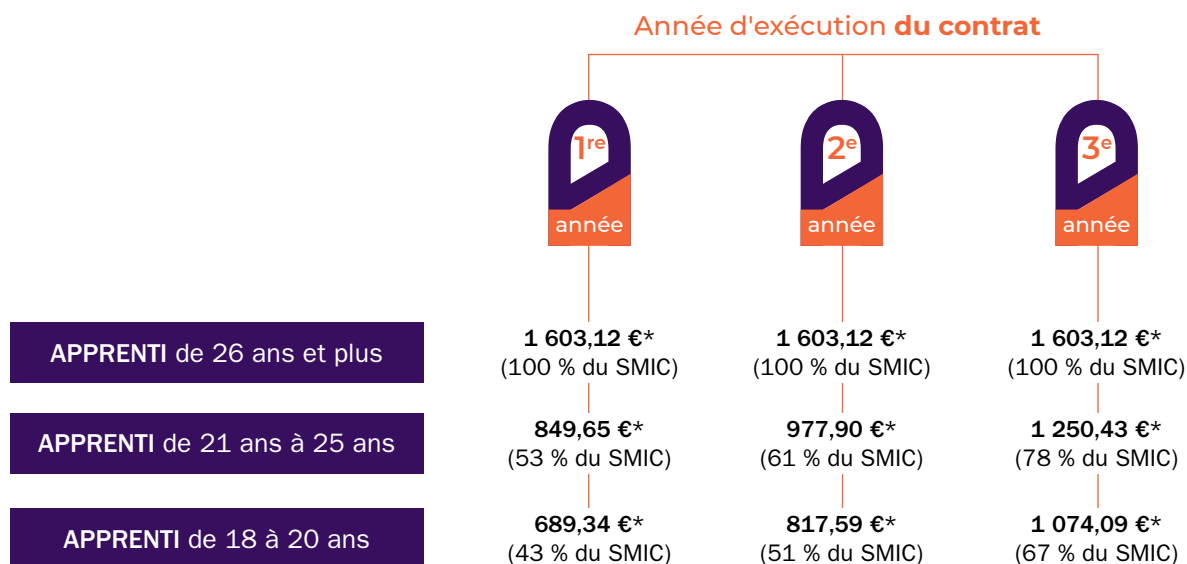 Année d'exécution du contrat
1re
année
2e
année
3e
année
APPRENTI de 26 ans et plus
1 603,12 €*
(100 % du SMIC)
1 603,12 €*
(100 % du SMIC)
1 603,12 €*
(100 % du SMIC)
APPRENTI de 21 ans à 25 ans
849,65 €*
(53 % du SMIC)
977,90 €*
(61 % du SMIC)
1 250,43 €*
(78 % du SMIC)
APPRENTI de 18 à 20 ans
689,34 €*
(43 % du SMIC)
817,59 €*
(51 % du SMIC)
1 074,09 €*
(67 % du SMIC)